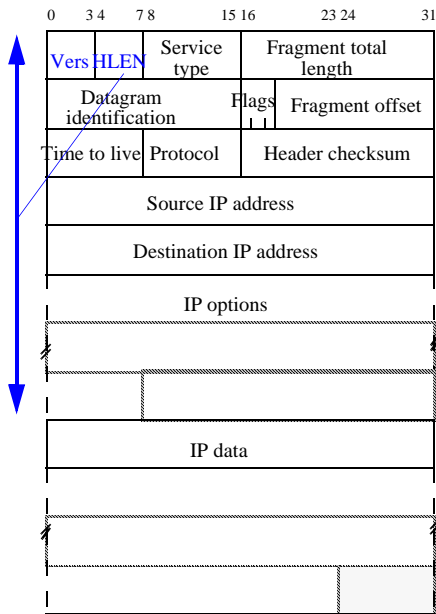 0 3 4 7 8 15 16 23 24 31
Vers HLEN Service type Fragment total length
Datagram identification Flags Fragment offset
Time to live Protocol Header checksum
Source IP address
Destination IP address
IP options
IP data